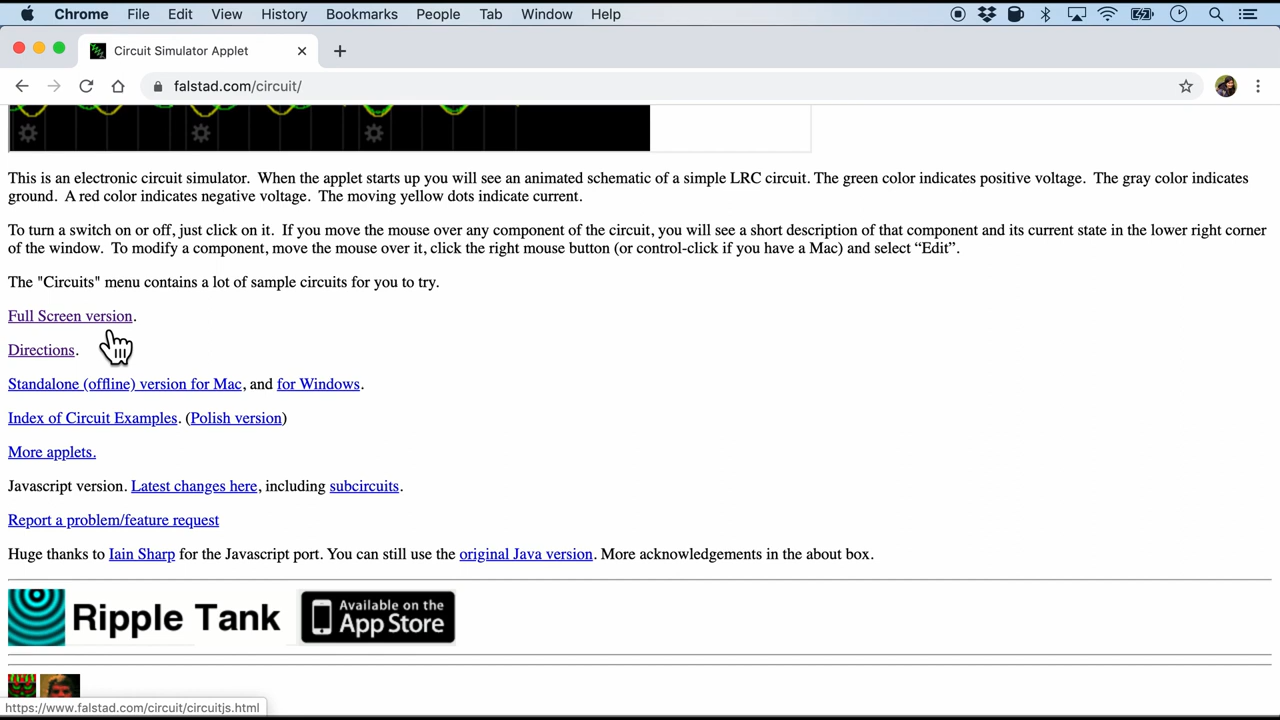 Chrome File Edit View History Bookmarks People Tab Window Help
Circuit Simulator Applet
falstad.com/circuit/
This is an electronic circuit simulator.  When the applet starts up you will see an animated schematic of a simple LRC circuit. The green color indicates positive voltage.  The gray color indicates
ground.  A red color indicates negative voltage.  The moving yellow dots indicate current.
To turn a switch on or off, just click on it.  If you move the mouse over any component of the circuit, you will see a short description of that component and its current state in the lower right corner
of the window.  To modify a component, move the mouse over it, click the right mouse button (or control-click if you have a Mac) and select “Edit”.
The "Circuits" menu contains a lot of sample circuits for you to try.
Full Screen version.
Directions.
Standalone (offline) version for Mac, and for Windows.
Index of Circuit Examples. (Polish version)
More applets.
Javascript version. Latest changes here, including subcircuits.
Report a problem/feature request
Huge thanks to Iain Sharp for the Javascript port. You can still use the original Java version. More acknowledgements in the about box.
Ripple Tank
Available on the
App Store
https://www.falstad.com/circuit/circuitjs.html